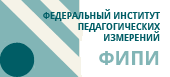 ФЕДЕРАЛЬНЫЙ ИНСТИТУТ
ПЕДАГОГИЧЕСКИХ
ИЗМЕРЕНИЙ
ФИПИ